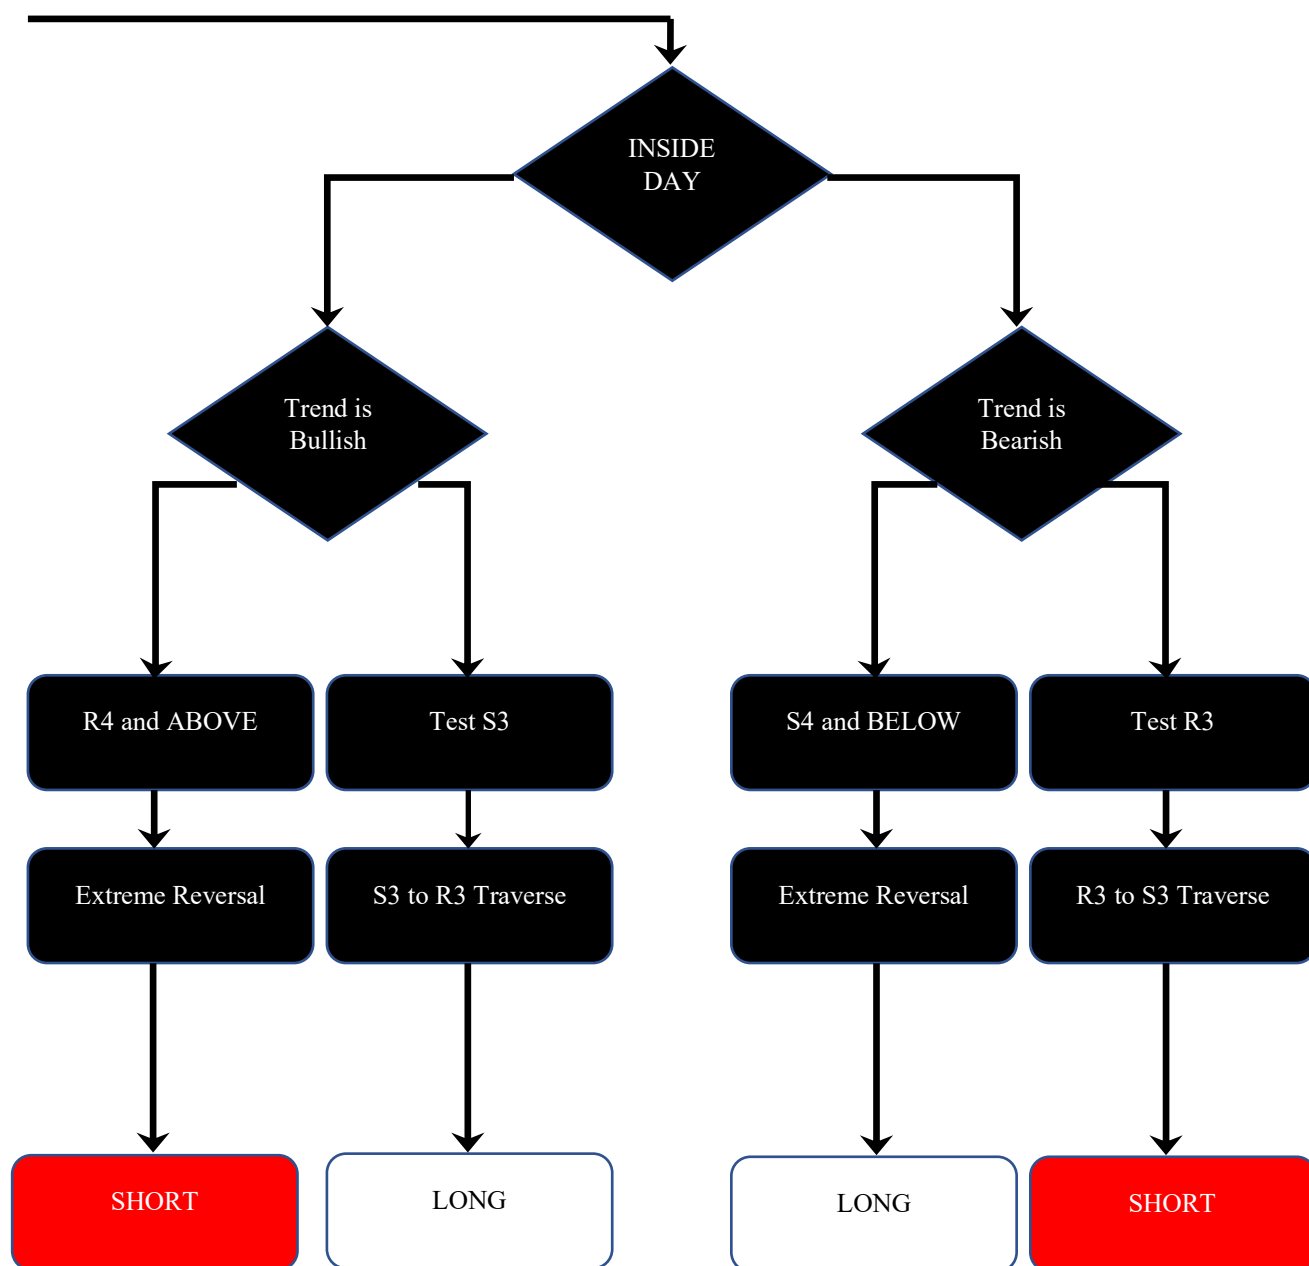 INSIDE
DAY
Trend is
Bullish
Trend is
Bearish
R4 and ABOVE
Test S3
S4 and BELOW
Test R3
Extreme Reversal
S3 to R3 Traverse
Extreme Reversal
R3 to S3 Traverse
SHORT
LONG
LONG
SHORT